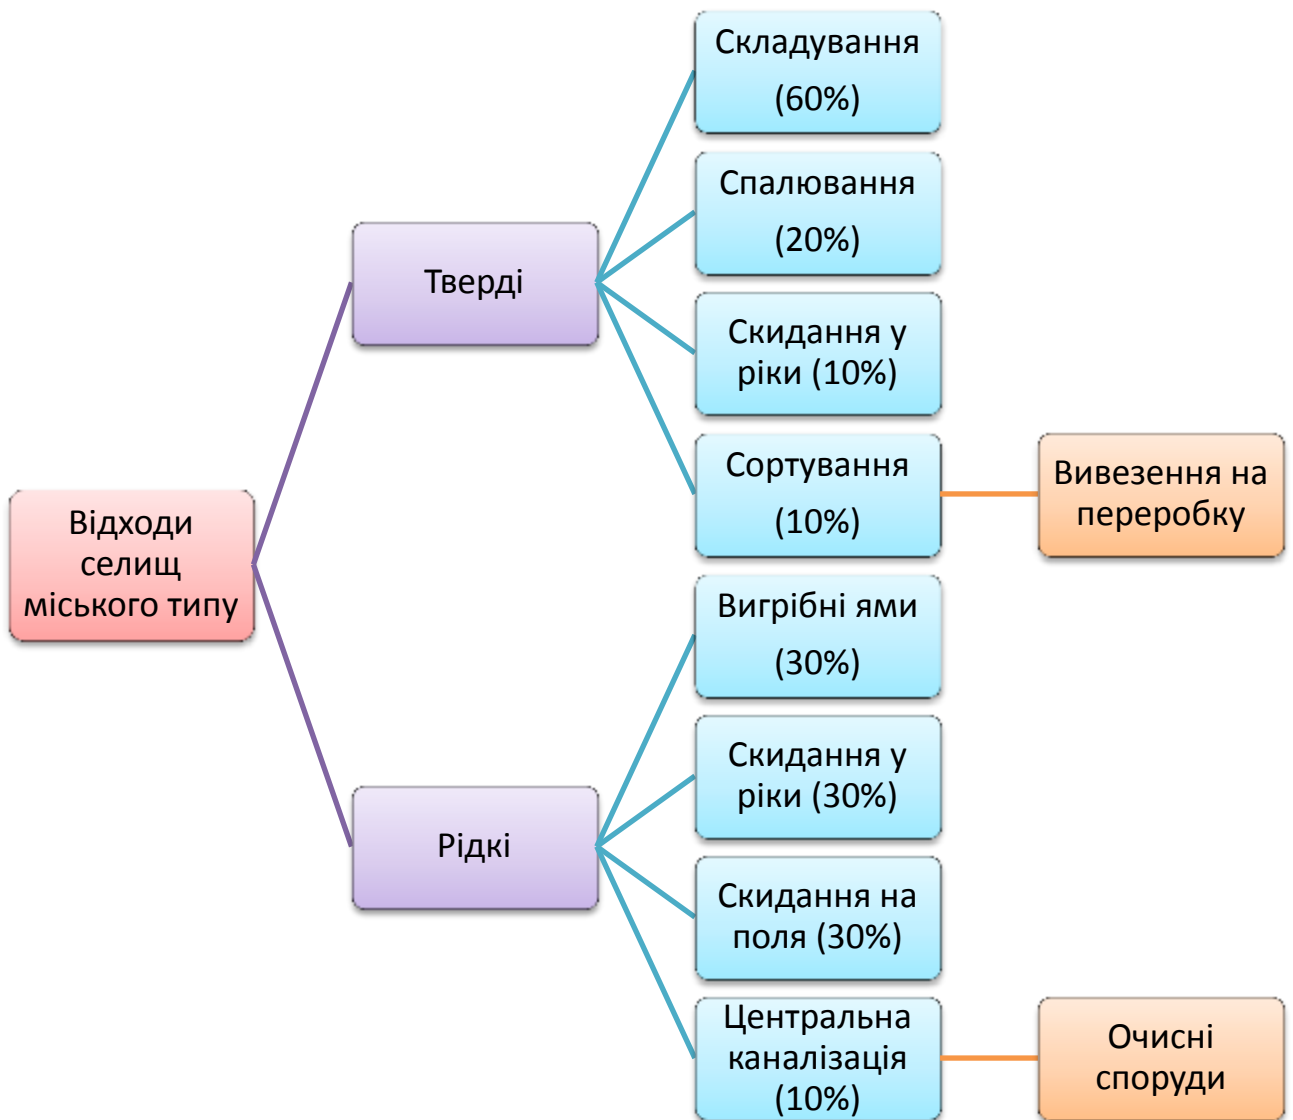 Складування
(60%)
Спалювання
(20%)
Тверді
Скидання у
ріки (10%)
Сортування
(10%)
Вивезення на
переробку
Відходи
селищ
міського типу
Вигрібні ями
(30%)
Скидання у
ріки (30%)
Рідкі
Скидання на
поля (30%)
Центральна
каналізація
(10%)
Очисні
споруди